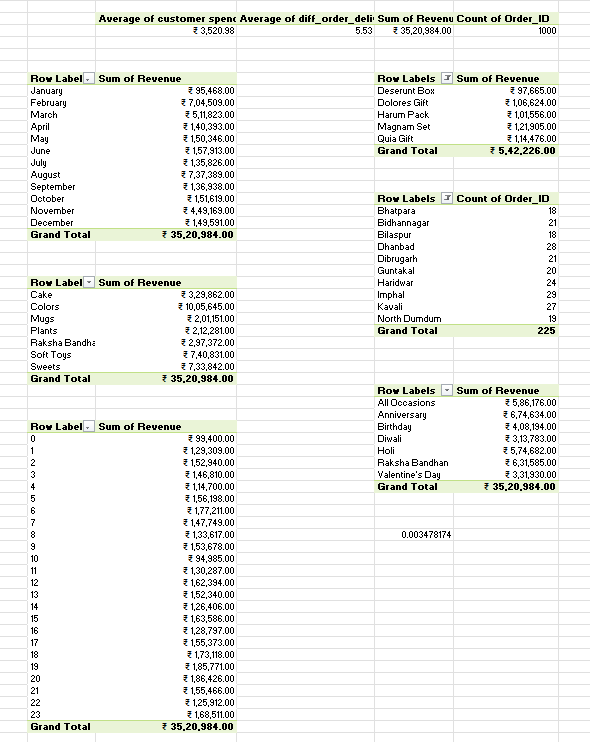 Average of customer spend Average of diff_order_deli Sum of Revenu Count of Order_ID
₹ 3,520.98 5.53 ₹ 35,20,984.00 1000
Row Label Sum of Revenue
January ₹ 95,468.00
February ₹ 7,04,509.00
March ₹ 5,11,823.00
April ₹ 1,40,393.00
May ₹ 1,50,346.00
June ₹ 1,57,913.00
July ₹ 1,35,826.00
August ₹ 7,37,389.00
September ₹ 1,36,938.00
October ₹ 1,51,619.00
November ₹ 4,49,169.00
December ₹ 1,49,591.00
Grand Total ₹ 35,20,984.00
Row Labels Sum of Revenue
Deserunt Box ₹ 97,665.00
Dolores Gift ₹ 1,06,624.00
Harum Pack ₹ 1,01,556.00
Magnam Set ₹ 1,21,905.00
Quia Gift ₹ 1,14,476.00
Grand Total ₹ 5,42,226.00
Row Labels Count of Order_ID
Bhatpara 18
Bidhannagar 21
Bilaspur 18
Dhanbad 28
Dibrugarh 21
Guntakal 20
Haridwar 24
Imphal 29
Kavali 27
North Dumdum 19
Grand Total 225
Row Label Sum of Revenue
Cake ₹ 3,29,862.00
Colors ₹ 10,05,645.00
Mugs ₹ 2,01,151.00
Plants ₹ 2,12,281.00
Raksha Bandha ₹ 2,97,372.00
Soft Toys ₹ 7,40,831.00
Sweets ₹ 7,33,842.00
Grand Total ₹ 35,20,984.00
Row Labels Sum of Revenue
All Occasions ₹ 5,86,176.00
Anniversary ₹ 6,74,634.00
Birthday ₹ 4,08,194.00
Diwali ₹ 3,13,783.00
Holi ₹ 5,74,682.00
Raksha Bandhan ₹ 6,31,585.00
Valentine's Day ₹ 3,31,930.00
Grand Total ₹ 35,20,984.00
0.003478174
Row Label Sum of Revenue
0 ₹ 99,400.00
1 ₹ 1,29,309.00
2 ₹ 1,52,940.00
3 ₹ 1,46,810.00
4 ₹ 1,14,700.00
5 ₹ 1,56,198.00
6 ₹ 1,77,211.00
7 ₹ 1,47,749.00
8 ₹ 1,33,617.00
9 ₹ 1,53,678.00
10 ₹ 94,985.00
11 ₹ 1,30,287.00
12 ₹ 1,62,394.00
13 ₹ 1,52,340.00
14 ₹ 1,26,406.00
15 ₹ 1,63,586.00
16 ₹ 1,28,797.00
17 ₹ 1,55,373.00
18 ₹ 1,73,118.00
19 ₹ 1,85,771.00
20 ₹ 1,86,426.00
21 ₹ 1,55,466.00
22 ₹ 1,25,912.00
23 ₹ 1,68,511.00
Grand Total ₹ 35,20,984.00